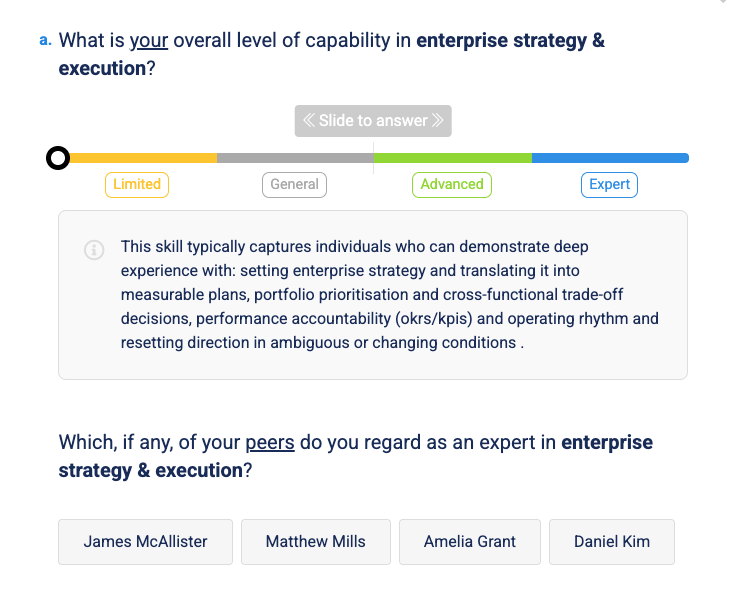 a. What is your overall level of capability in enterprise strategy &
execution?
« Slide to answer »
Limited
General
Advanced
Expert
This skill typically captures individuals who can demonstrate deep
experience with: setting enterprise strategy and translating it into
measurable plans, portfolio prioritisation and cross-functional trade-off
decisions, performance accountability (okrs/kpis) and operating rhythm and
resetting direction in ambiguous or changing conditions .
Which, if any, of your peers do you regard as an expert in enterprise
strategy & execution?
James McAllister
Matthew Mills
Amelia Grant
Daniel Kim